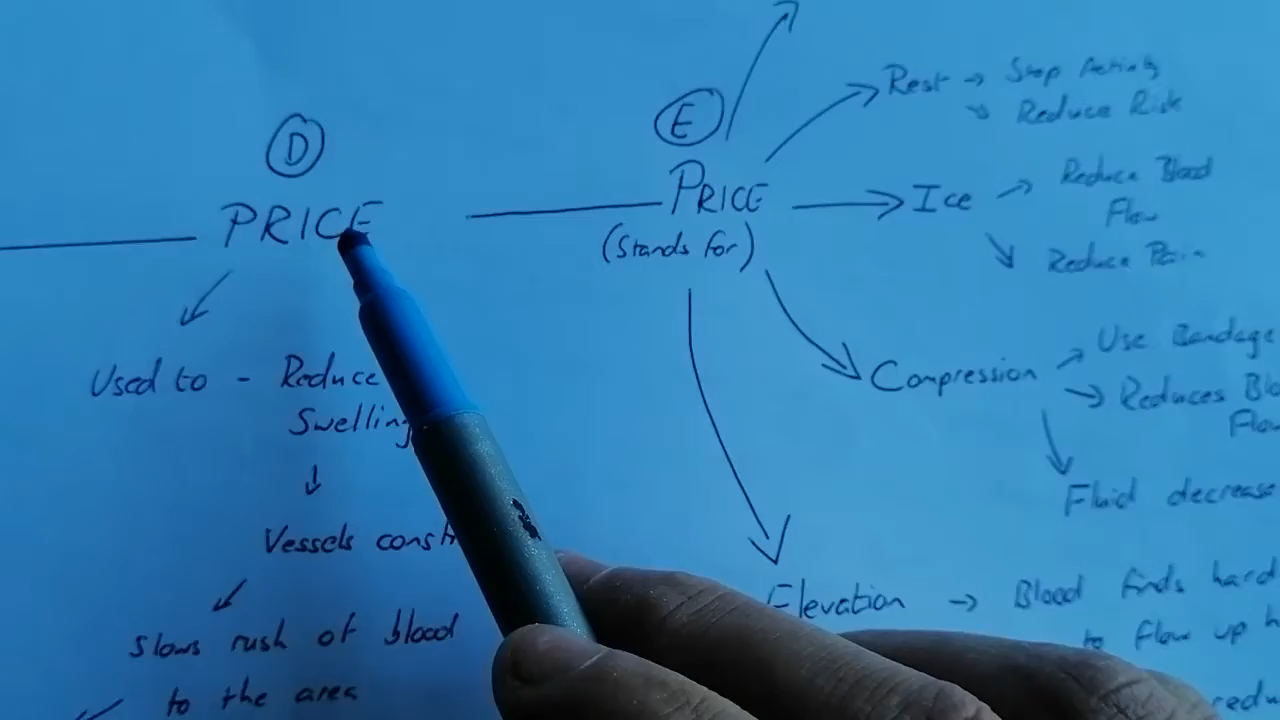 D
PRICE
Used to - Reduce
Swelling
Vessels const
Slows rush of blood
to the area
E
PRICE
(Stands for)
Rest → Stop Activity
Reduce Risk
Ice → Reduce Blood
Flow
Reduce Pain
Compression
Use Bandage
Reduces Blo
Flow
Fluid decrease
Elevation → Blood finds hard
to flow up h
redu